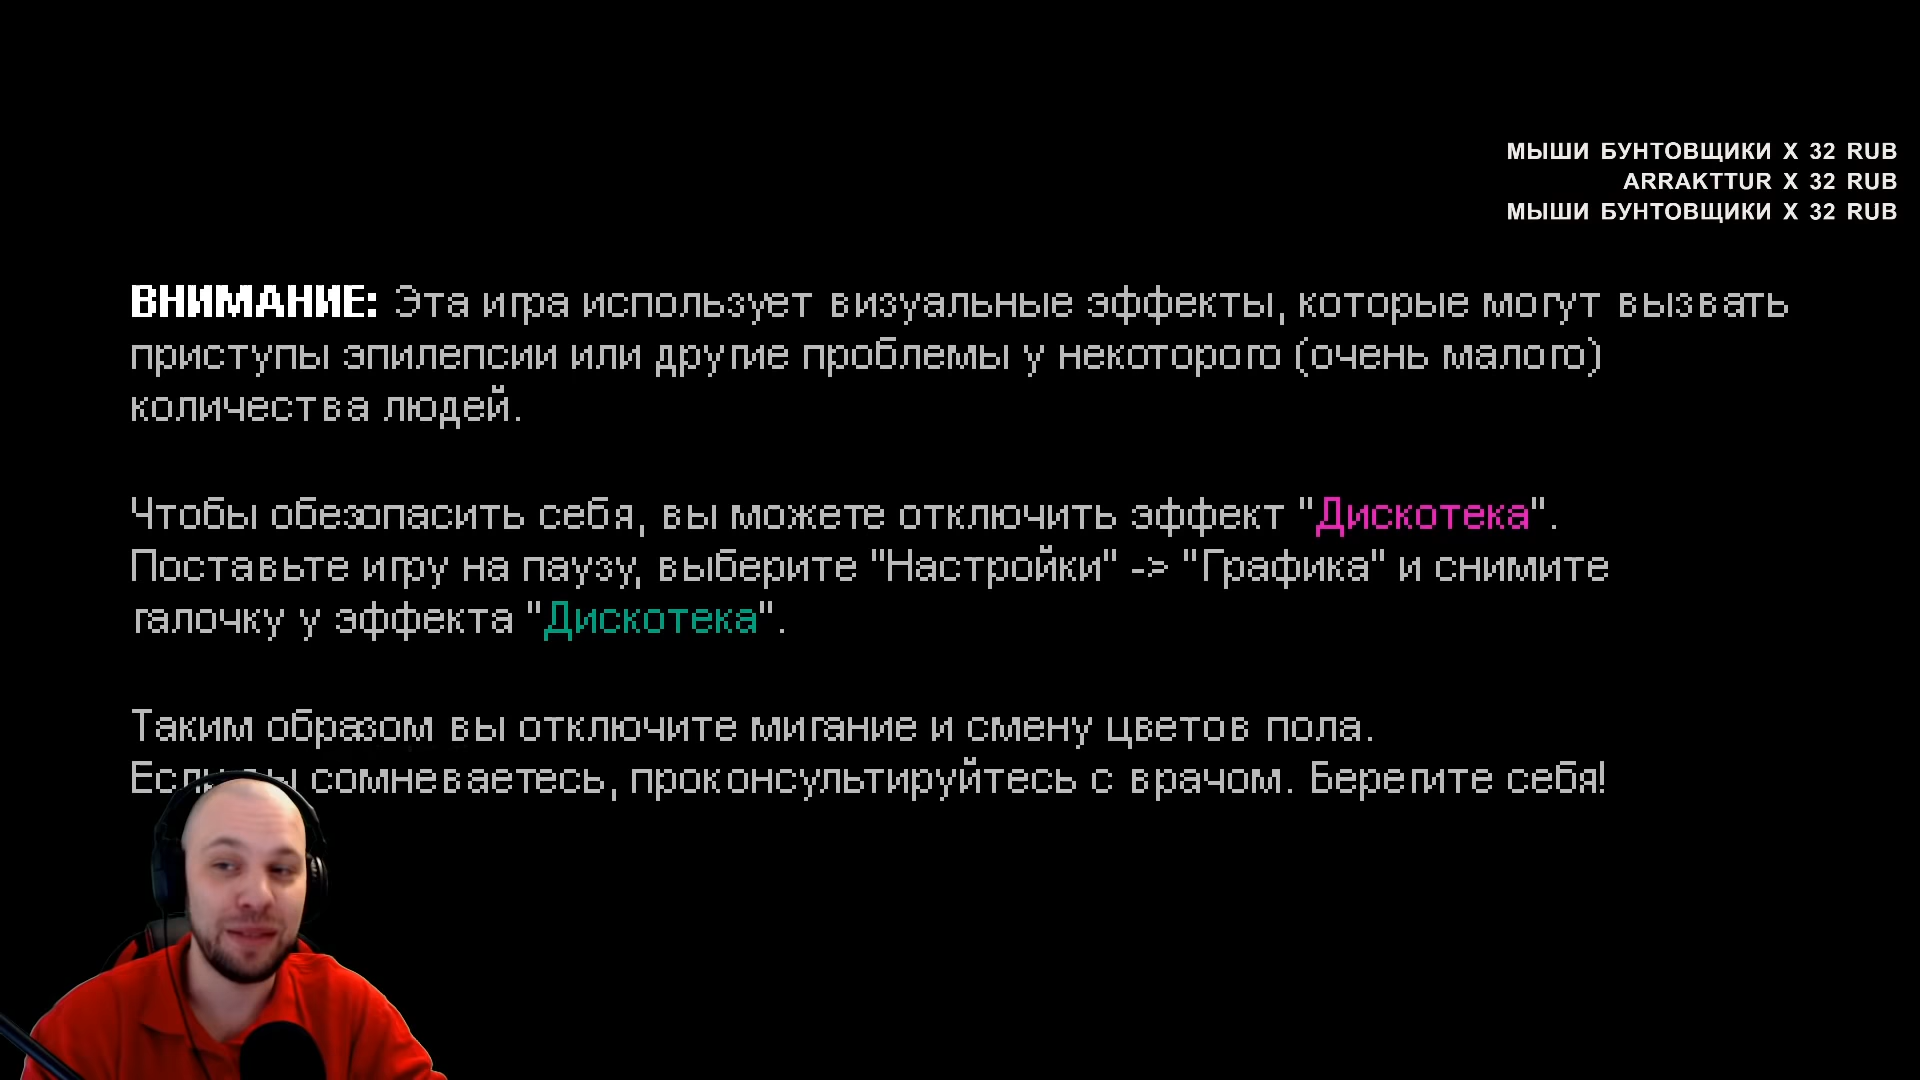 МЫШИ БУНТОВЩИКИ X 32 RUB
ARRAKTTUR X 32 RUB
МЫШИ БУНТОВЩИКИ X 32 RUB
ВНИМАНИЕ: Эта игра использует визуальные эффекты, которые могут вызвать
приступы эпилепсии или другие проблемы у некоторого (очень малого)
количества людей.
Чтобы обезопасить себя, вы можете отключить эффект "Дискотека".
Поставьте игру на паузу, выберите "Настройки" -> "Графика" и снимите
галочку у эффекта "Дискотека".
Таким образом вы отключите мигание и смену цветов пола.
Если вы сомневаетесь, проконсультируйтесь с врачом. Берегите себя!